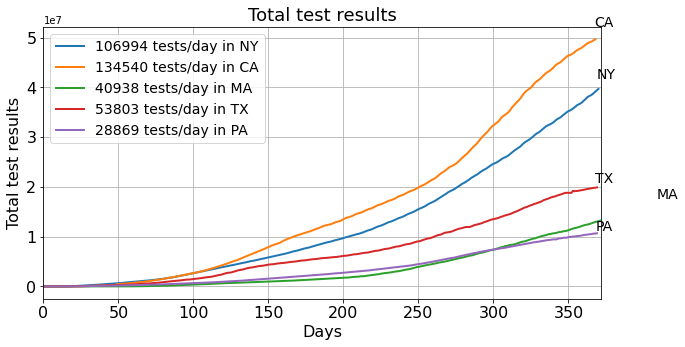 Total test results
1e7
CA
NY
TX
MA
PA
106994 tests/day in NY
134540 tests/day in CA
40938 tests/day in MA
53803 tests/day in TX
28869 tests/day in PA
Total test results
5
4
3
2
1
0
0 50 100 150 200 250 300 350
Days